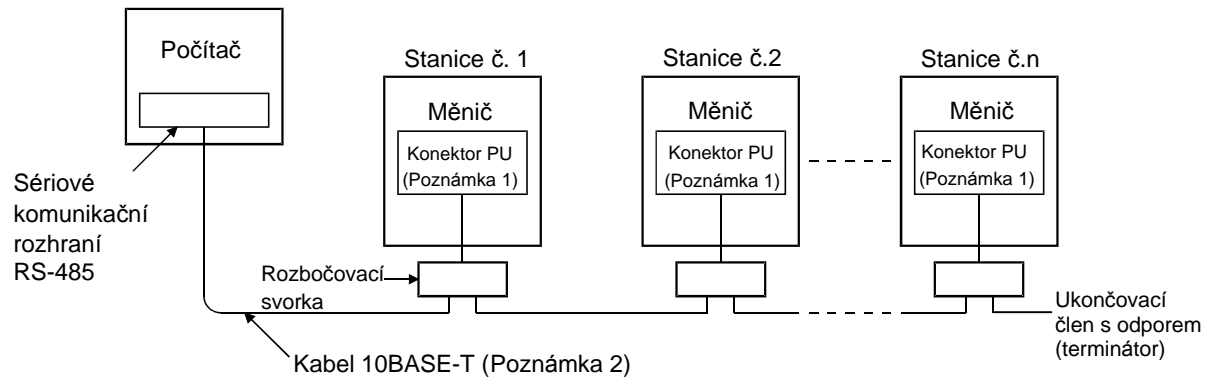 Počítač
Stanice č. 1
Stanice č.2
Stanice č.n
Měnič
Měnič
Měnič
Konektor PU
(Poznámka 1)
Konektor PU
(Poznámka 1)
Konektor PU
(Poznámka 1)
Sériové
komunikační
rozhraní
RS-485
Rozbočovací
svorka
Ukončovací
člen s odporem
(terminátor)
Kabel 10BASE-T (Poznámka 2)